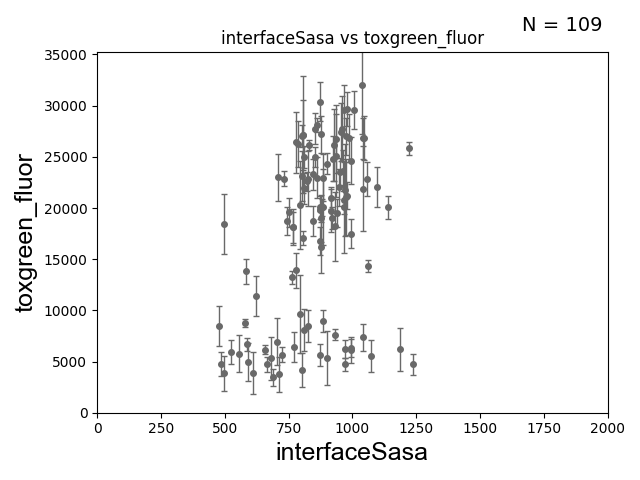 N = 109
interfaceSasa vs toxgreen_fluor
35000
30000
25000
20000
15000
10000
5000
0
toxgreen_fluor
0 250 500 750 1000 1250 1500 1750 2000
interfaceSasa